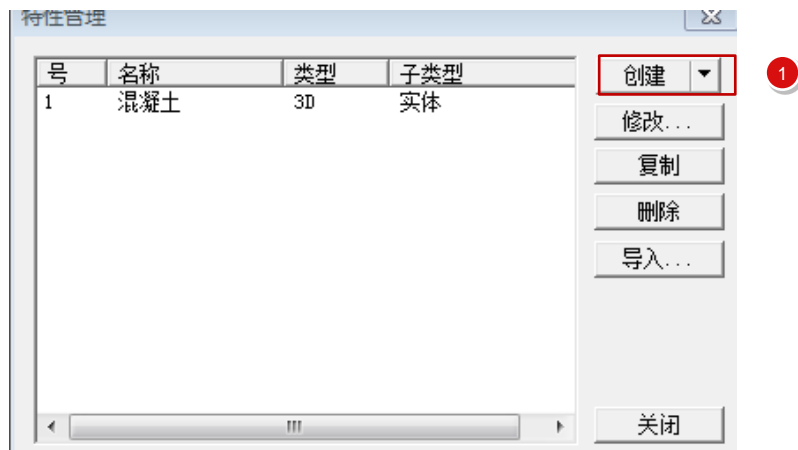 特性管理
号 名称 类型 子类型
1 混凝土 3D 实体
创建
1
修改...
复制
删除
导入...
关闭